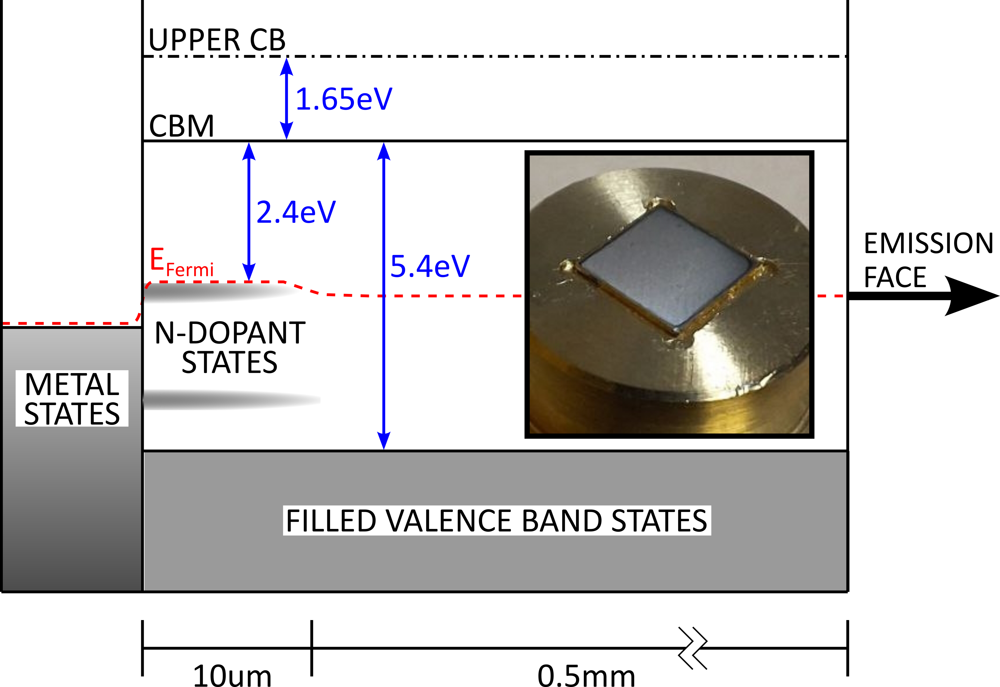 UPPER CB
1.65eV
CBM
2.4eV
E Fermi
5.4eV
EMISSION
FACE
N-DOPANT
STATES
METAL
STATES
FILLED VALENCE BAND STATES
10um
0.5mm